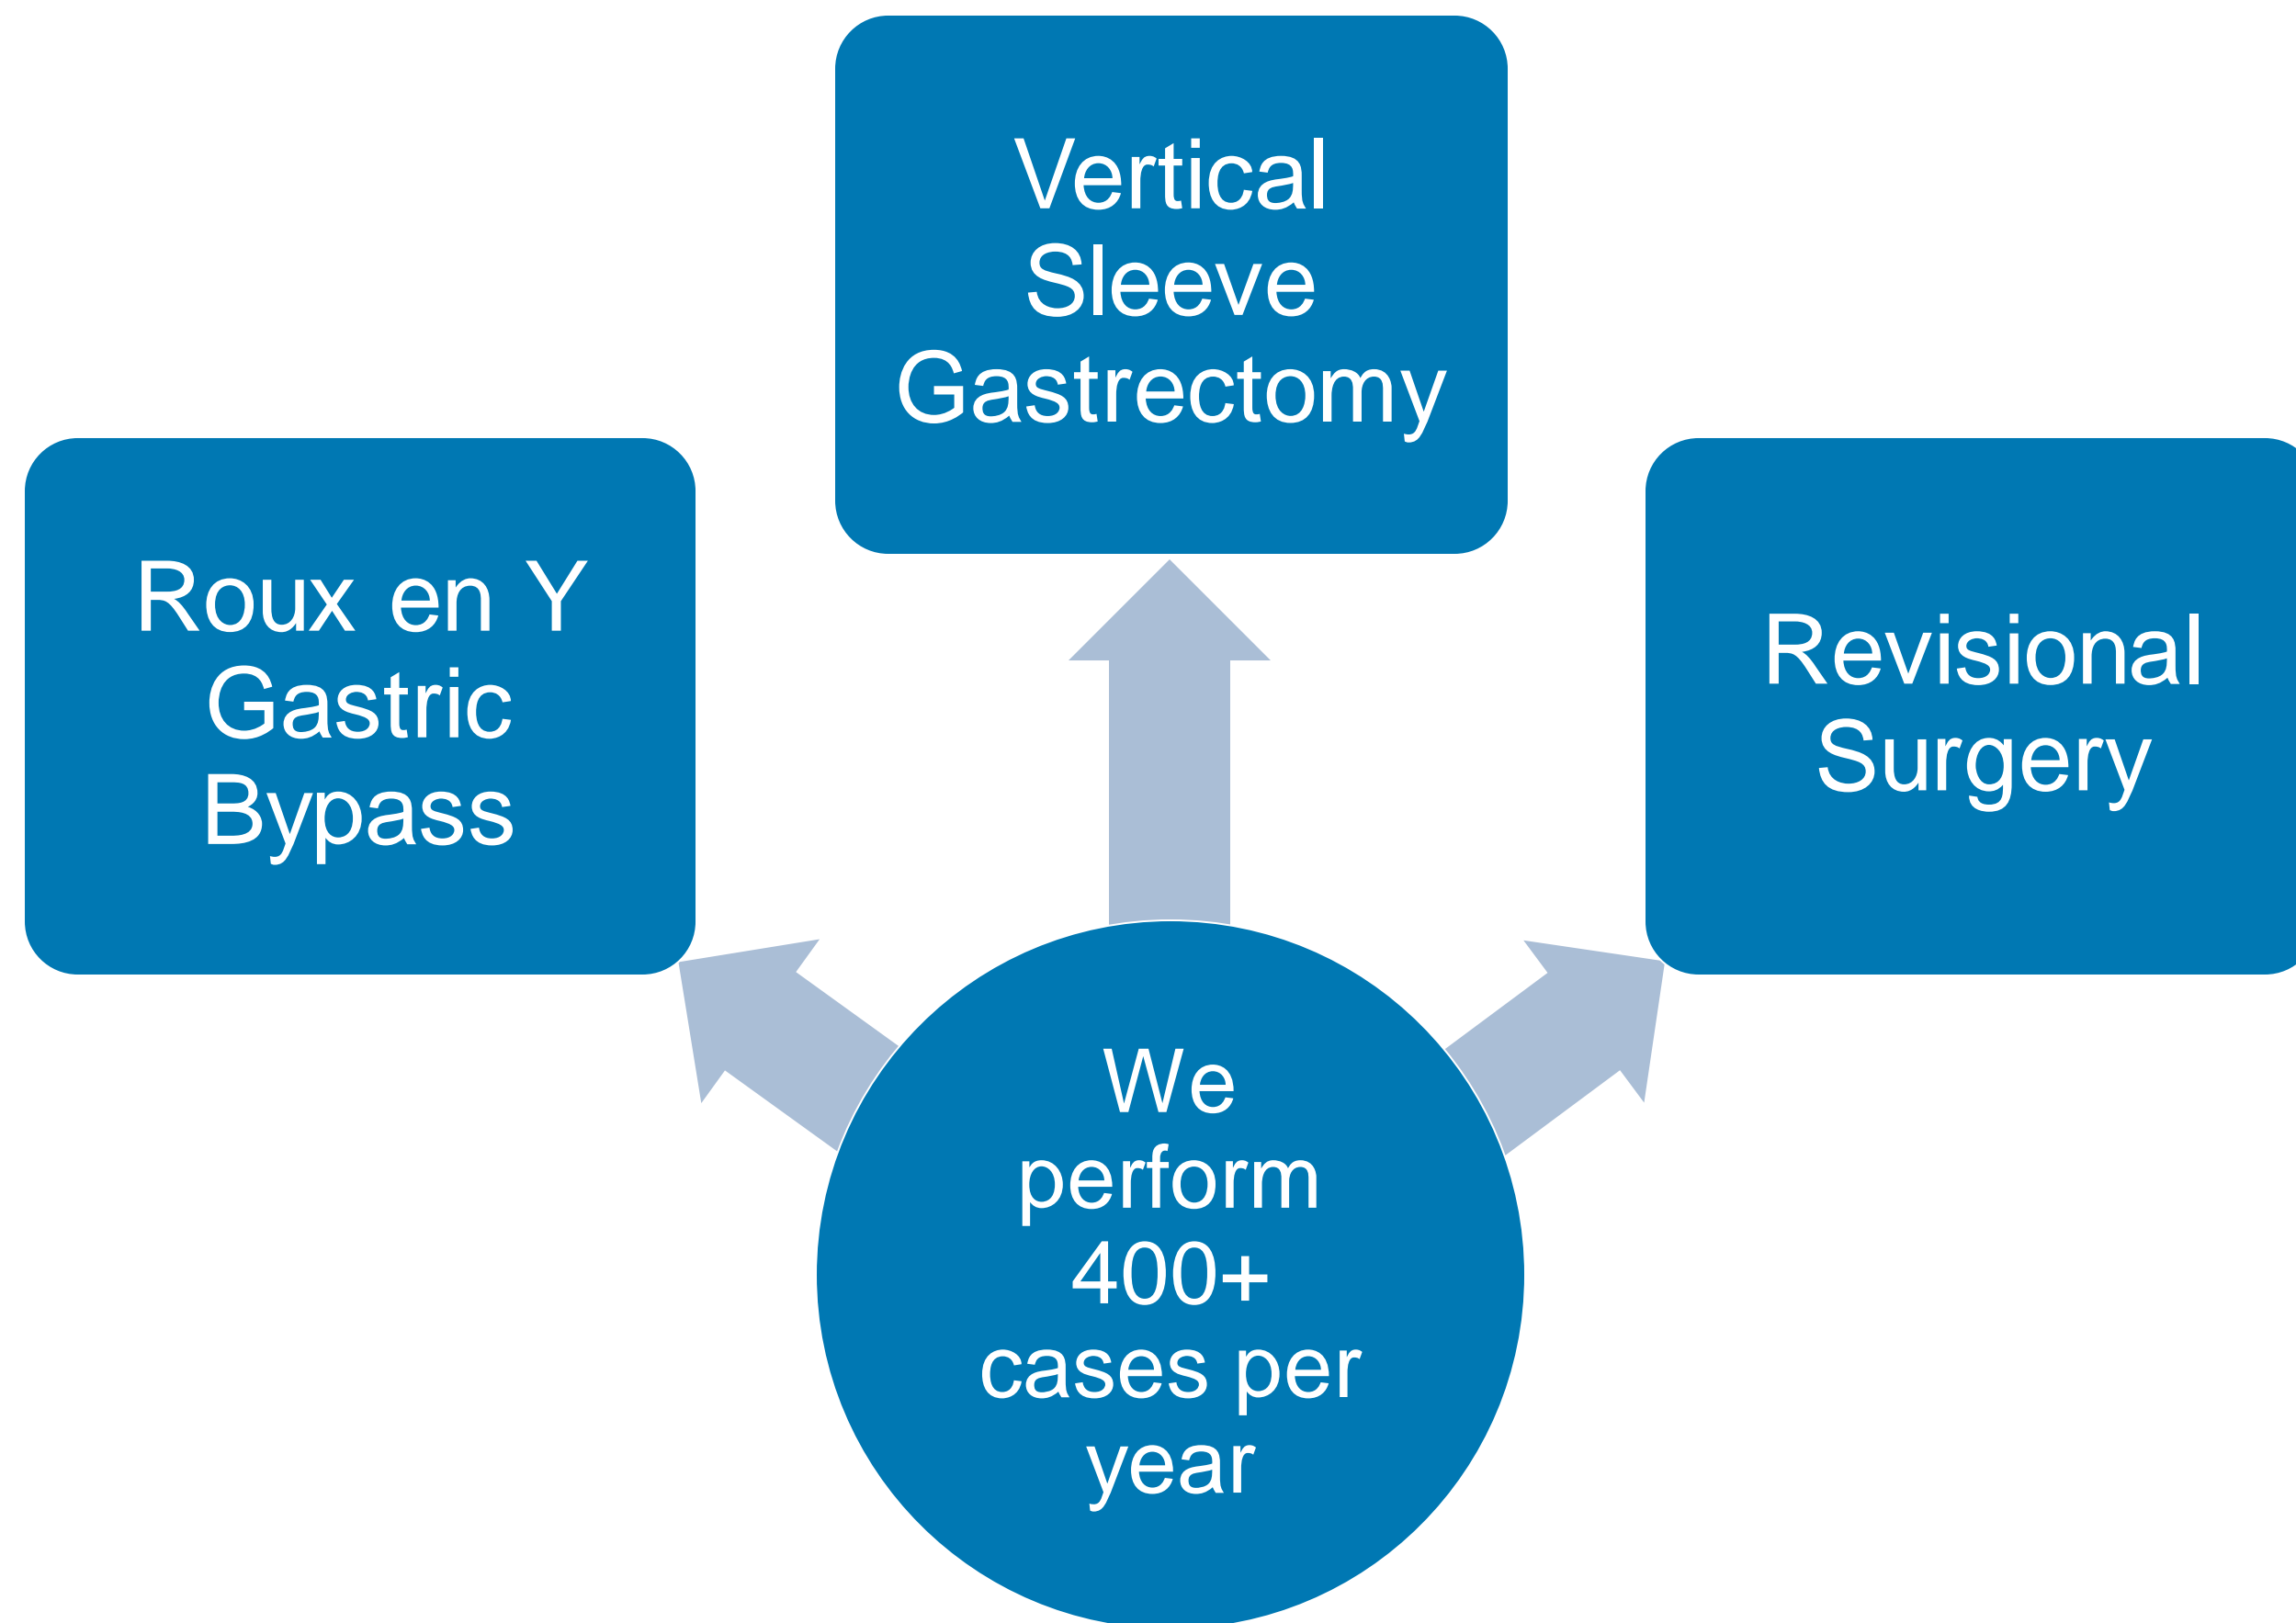 Vertical
Sleeve
Gastrectomy
Roux en Y
Gastric
Bypass
Revisional
Surgery
We
perform
400+
cases per
year